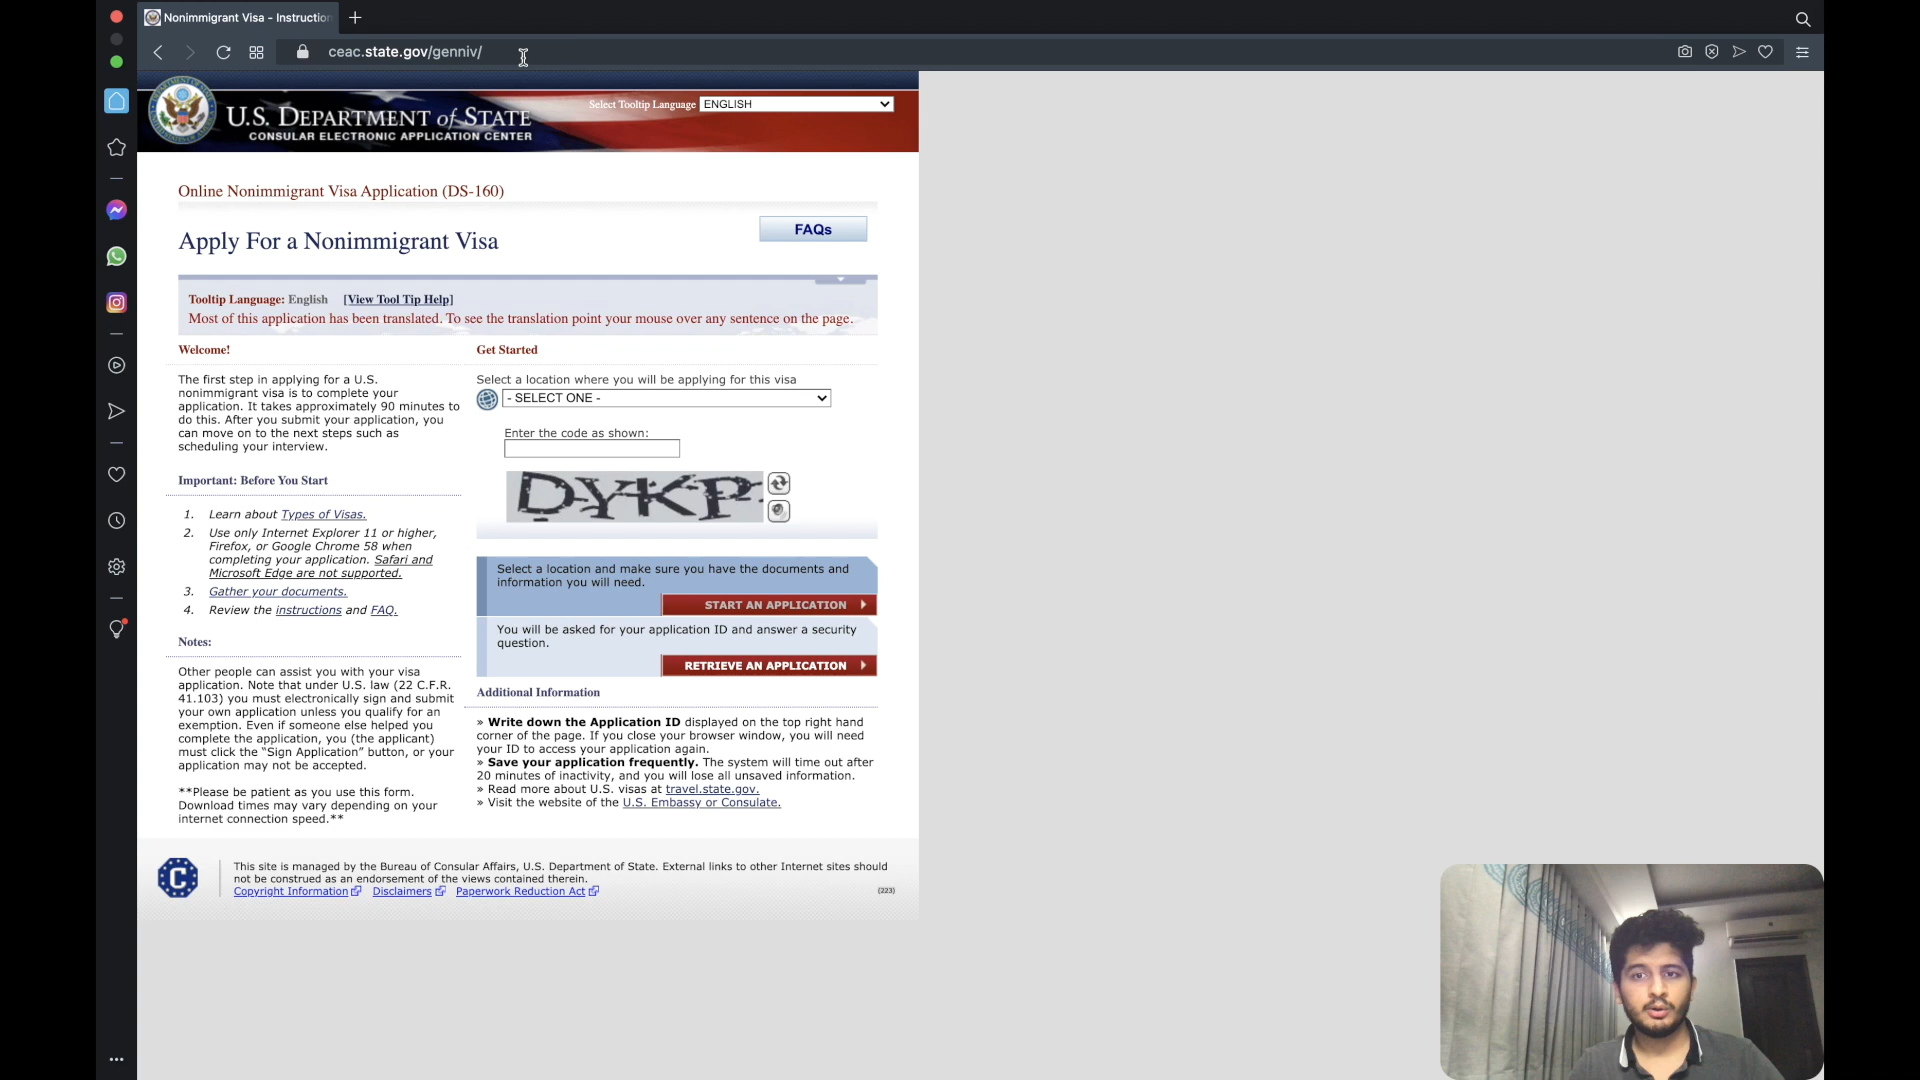 Nonimmigrant Visa - Instruction
ceac.state.gov/genniv/
U.S. DEPARTMENT of STATE
CONSULAR ELECTRONIC APPLICATION CENTER
Select Tooltip Language ENGLISH
Online Nonimmigrant Visa Application (DS-160)
Apply For a Nonimmigrant Visa
FAQs
Tooltip Language: English [View Tool Tip Help]
Most of this application has been translated. To see the translation point your mouse over any sentence on the page.
Welcome!
The first step in applying for a U.S.
nonimmigrant visa is to complete your
application. It takes approximately 90 minutes to
do this. After you submit your application, you
can move on to the next steps such as
scheduling your interview.
Important: Before You Start
1. Learn about Types of Visas.
2. Use only Internet Explorer 11 or higher,
Firefox, or Google Chrome 58 when
completing your application. Safari and
Microsoft Edge are not supported.
3. Gather your documents.
4. Review the instructions and FAQ.
Notes:
Other people can assist you with your visa
application. Note that under U.S. law (22 C.F.R.
41.103) you must electronically sign and submit
your own application unless you qualify for an
exemption. Even if someone else helped you
complete the application, you (the applicant)
must click the "Sign Application" button, or your
application may not be accepted.
**Please be patient as you use this form.
Download times may vary depending on your
internet connection speed.**
Get Started
Select a location where you will be applying for this visa
- SELECT ONE -
Enter the code as shown:
DYKP
Select a location and make sure you have the documents and
information you will need.
START AN APPLICATION
You will be asked for your application ID and answer a security
question.
RETRIEVE AN APPLICATION
Additional Information
» Write down the Application ID displayed on the top right hand
corner of the page. If you close your browser window, you will need
your ID to access your application again.
» Save your application frequently. The system will time out after
20 minutes of inactivity, and you will lose all unsaved information.
» Read more about U.S. visas at travel.state.gov.
» Visit the website of the U.S. Embassy or Consulate.
C
This site is managed by the Bureau of Consular Affairs, U.S. Department of State. External links to other Internet sites should
not be construed as an endorsement of the views contained therein.
Copyright Information Disclaimers Paperwork Reduction Act
(223)